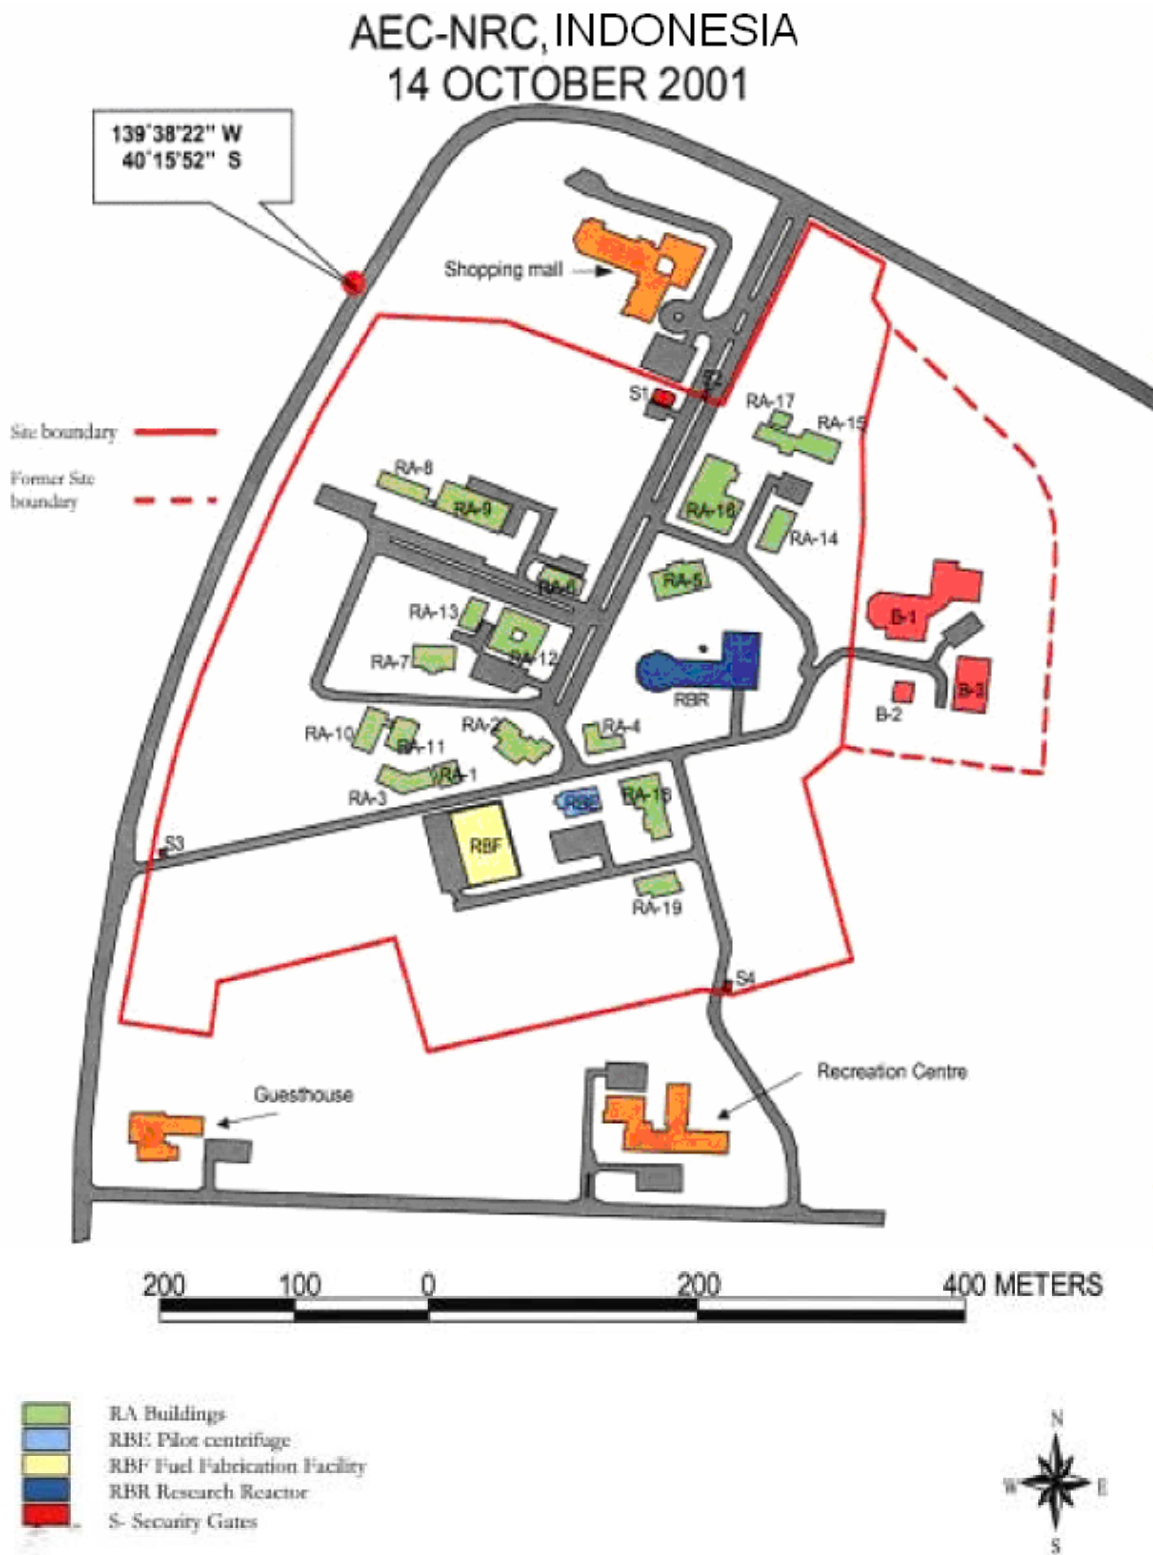 AEC-NRC, INDONESIA
14 OCTOBER 2001
139°38'22" W
40°15'52" S
Shopping mall
S1
S2
RA-17
RA-15
Site boundary
Former Site
boundary
RA-8
RA-9
RA-16
RA-14
RA-6
RA-5
RA-13
RA-12
RA-7
B-1
RBR
B-2
B-3
RA-10
RA-11
RA-2
RA-4
RA-3
RA-1
RBE
RA-18
S3
RBF
RA-19
S4
Recreation Centre
Guesthouse
200 100 0 200 400 METERS
RA Buildings
RBE Pilot centrifuge
RBF Fuel Fabrication Facility
RBR Research Reactor
S- Security Gates
N
W E
S